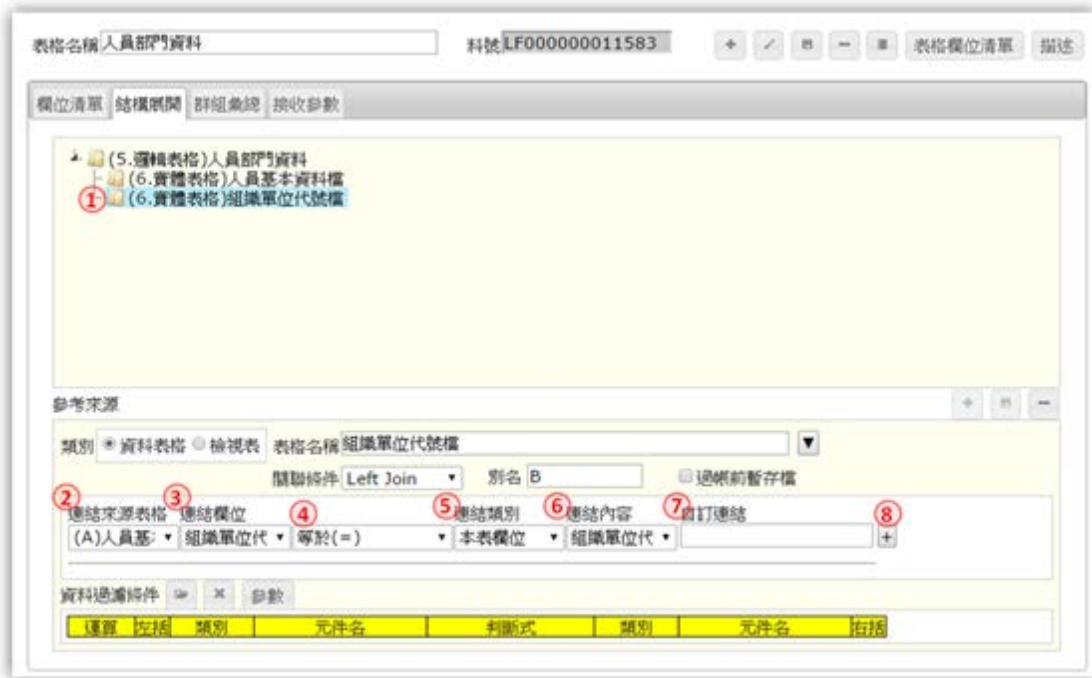 表格名稱 人員部門資料 料號 LF000000011583 表格欄位清單 描述
欄位清單 結構展開 群組彙總 接收參數
(5.邏輯表格)人員部門資料
(6.實體表格)人員基本資料檔
① (6.實體表格)組織單位代號檔
參考來源
類別 資料表格 檢視表 表格名稱 組織單位代號檔 ▼
關聯條件 Left Join 別名 B 過帳前暫存檔
② ③ ④ ⑤ ⑥ ⑦ ⑧
連結來源表格 連結欄位 連結類別 連結內容 自訂連結
(A)人員基 組織單位代 等於(=) 本表欄位 組織單位代 +
資料過濾條件 參數
運算 左括 類別 元件名 判斷式 類別 元件名 右括